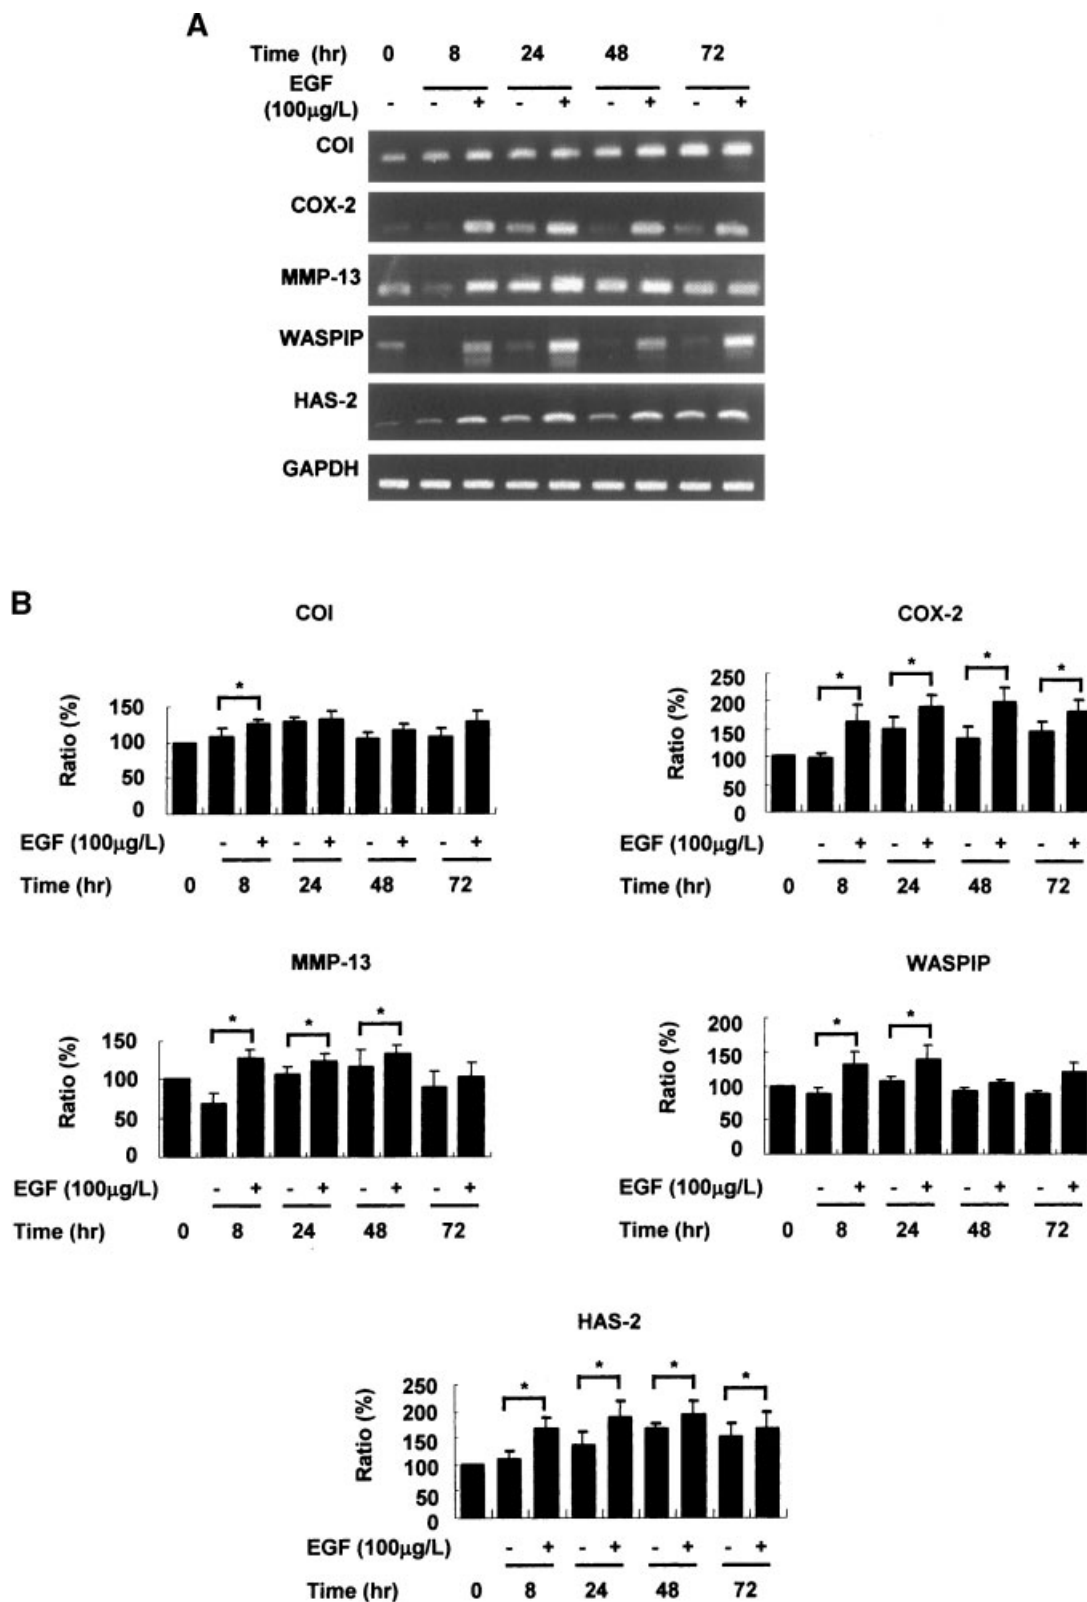 A
Time (hr) 0 8 24 48 72
EGF
(100µg/L) - - + - + - + - +
COI
COX-2
MMP-13
WASPIP
HAS-2
GAPDH
B
COI
Ratio (%)
150
100
50
0
*
EGF (100µg/L) - + - + - + - +
Time (hr) 0 8 24 48 72
COX-2
Ratio (%)
250
200
150
100
50
0
* * * *
EGF (100µg/L) - + - + - + - +
Time (hr) 0 8 24 48 72
MMP-13
Ratio (%)
150
100
50
0
* * *
EGF (100µg/L) - + - + - + - +
Time (hr) 0 8 24 48 72
WASPIP
Ratio (%)
200
150
100
50
0
* *
EGF (100µg/L) - + - + - + - +
Time (hr) 0 8 24 48 72
HAS-2
Ratio (%)
250
200
150
100
50
0
* * * *
EGF (100µg/L) - + - + - + - +
Time (hr) 0 8 24 48 72